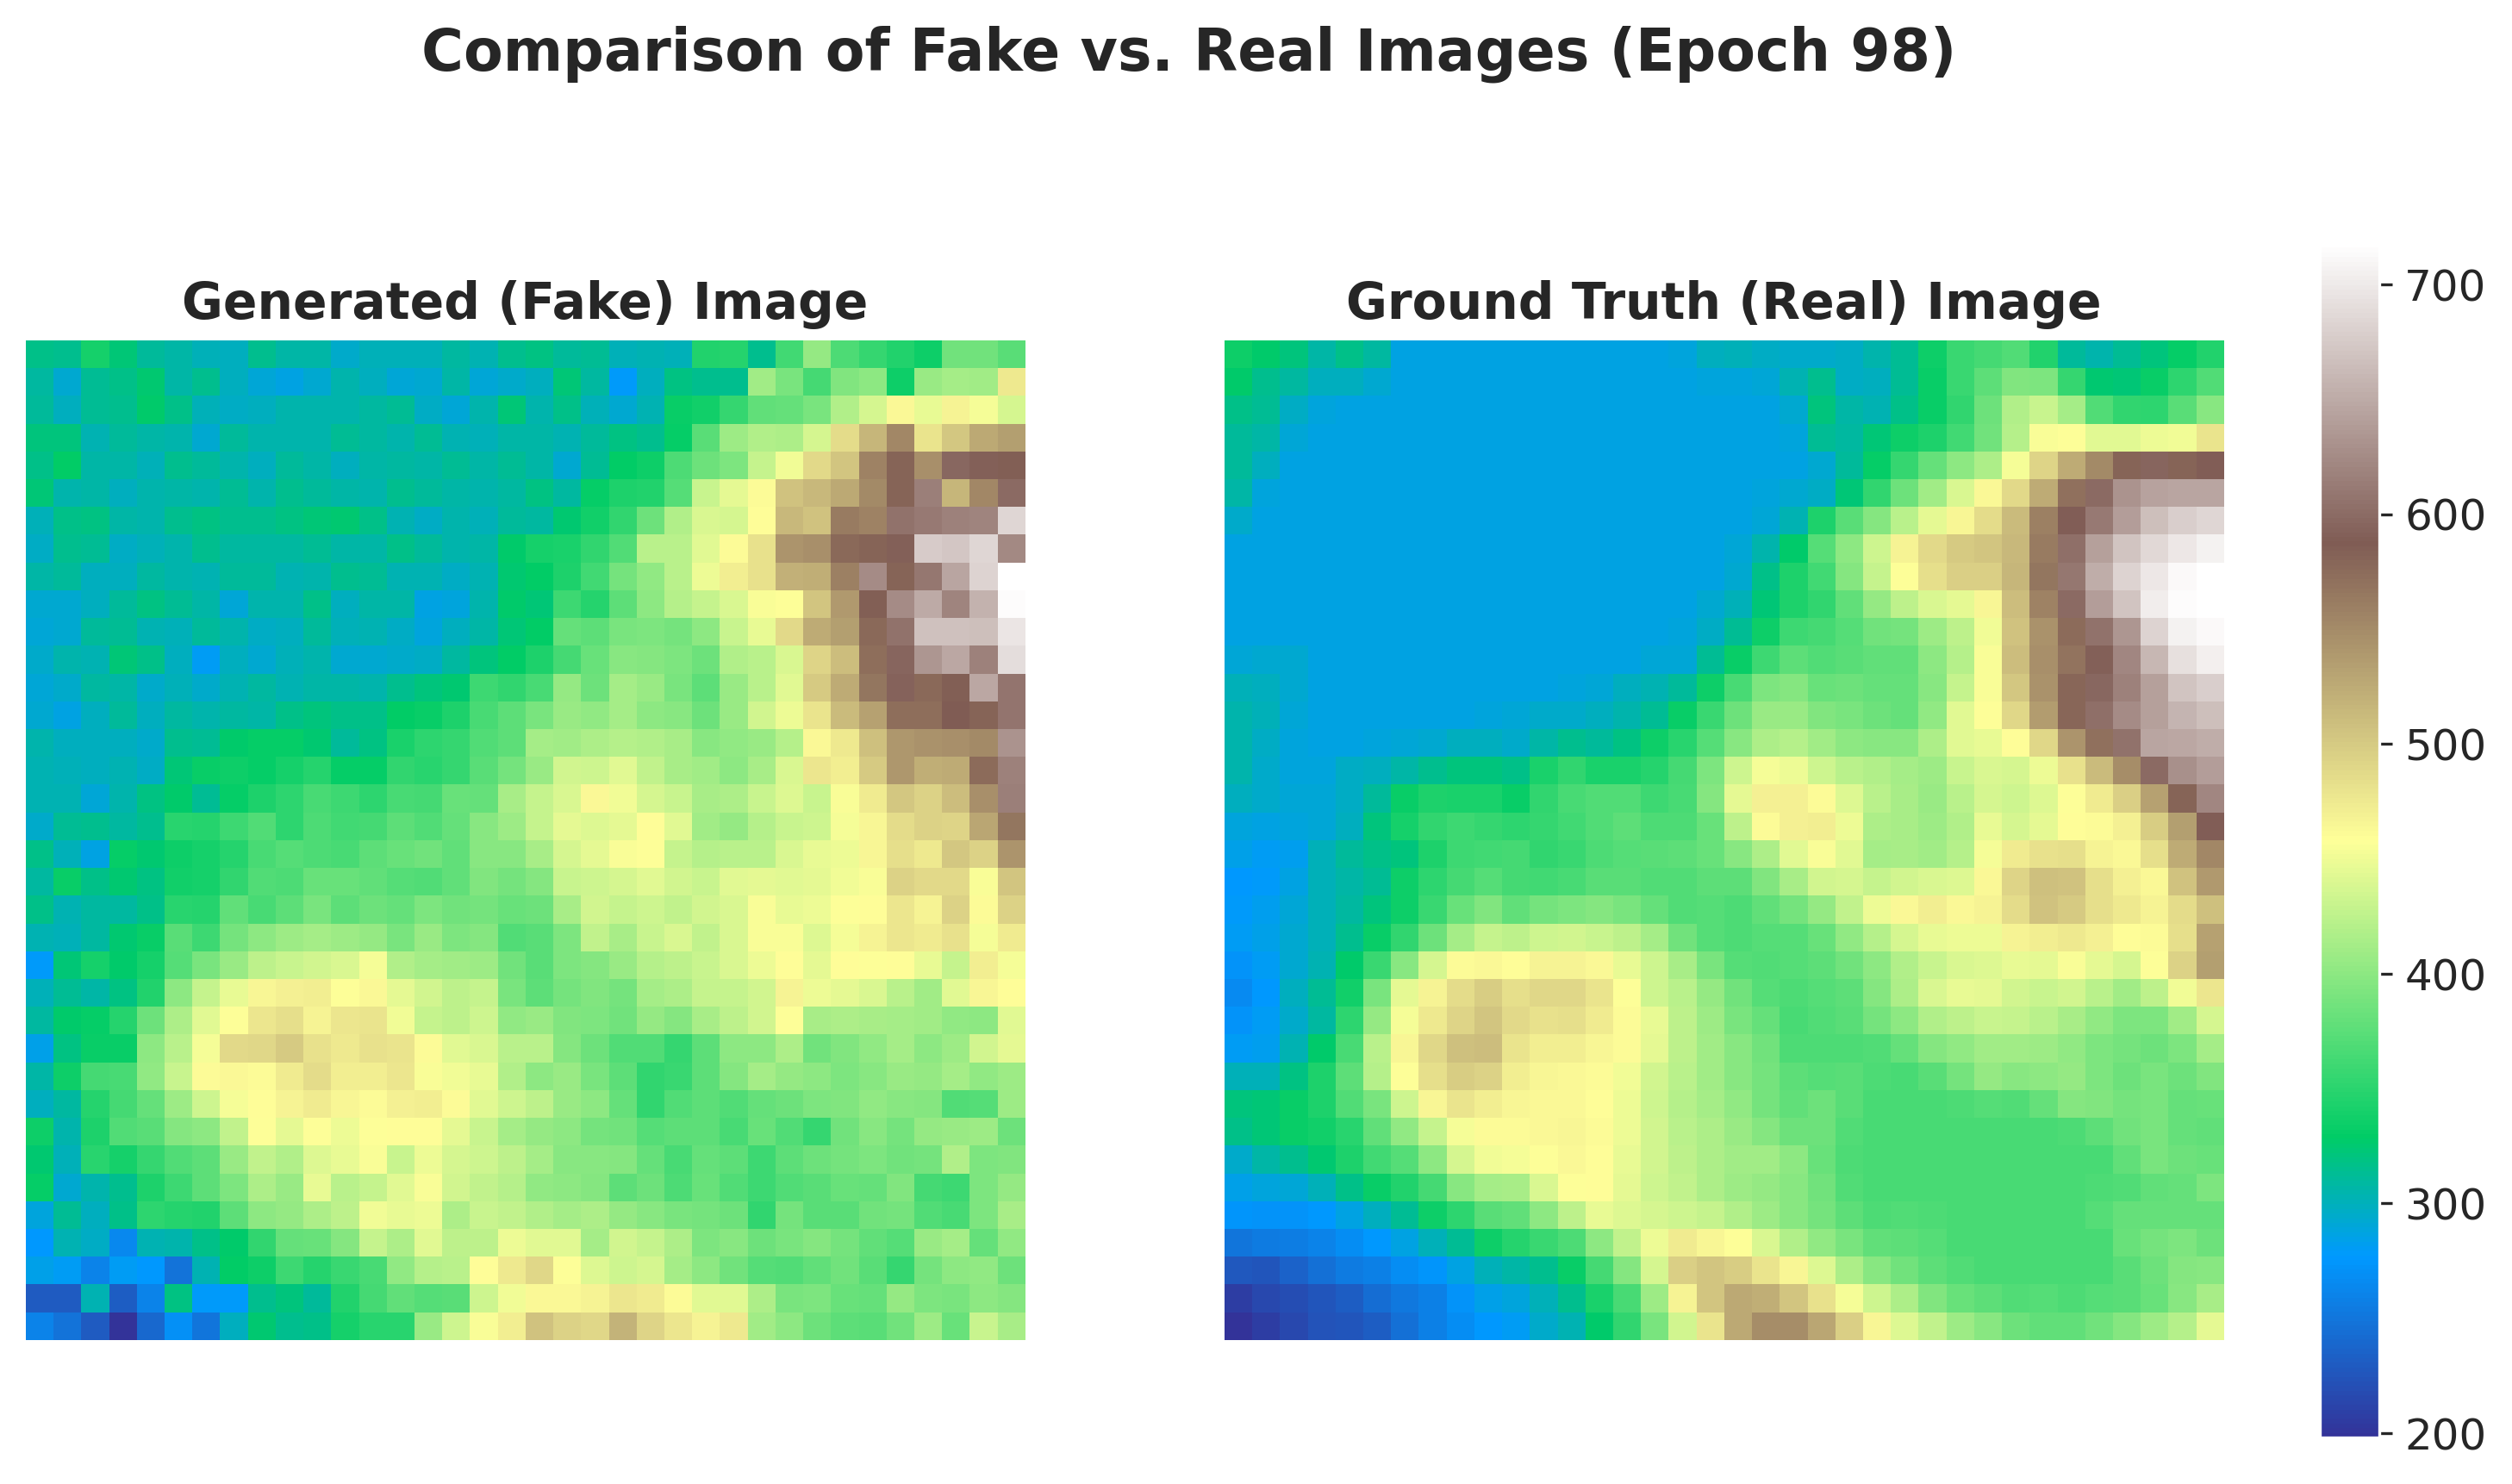 Comparison of Fake vs. Real Images (Epoch 98)
Generated (Fake) Image
Ground Truth (Real) Image
700
600
500
400
300
200